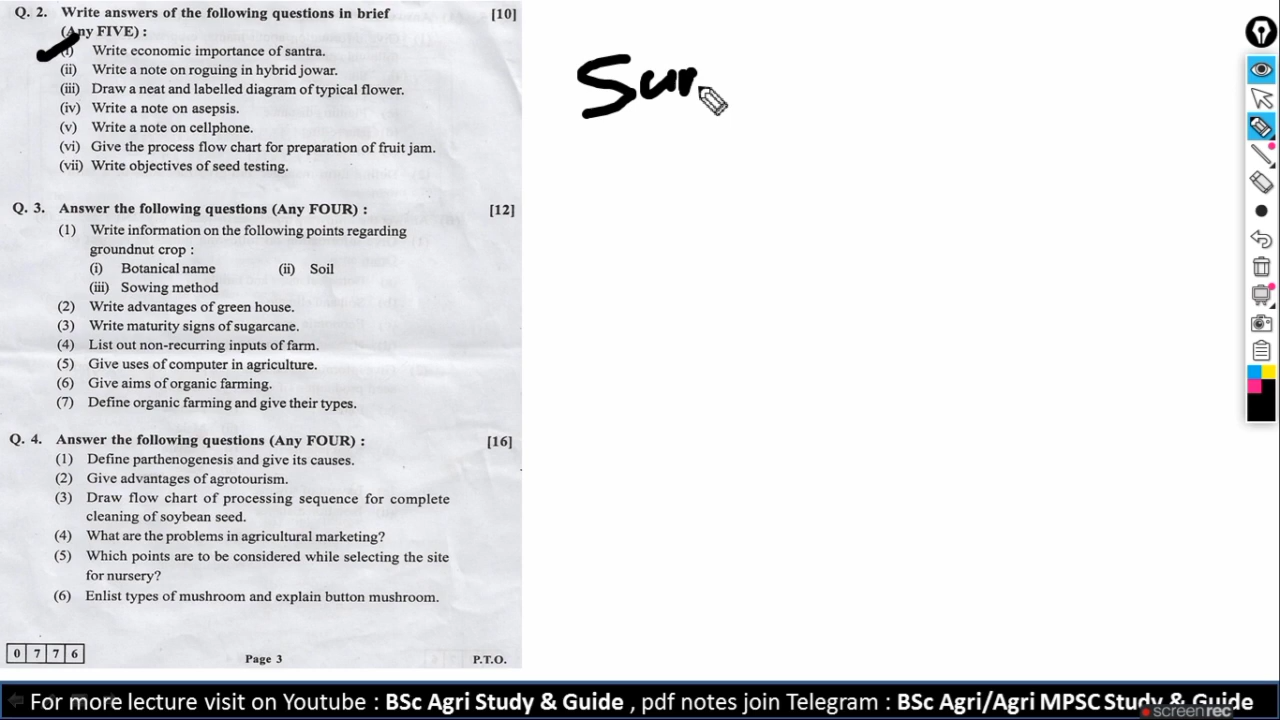 Q. 2. Write answers of the following questions in brief [10]
(Any FIVE) :
(i) Write economic importance of santra.
(ii) Write a note on roguing in hybrid jowar.
(iii) Draw a neat and labelled diagram of typical flower.
(iv) Write a note on asepsis.
(v) Write a note on cellphone.
(vi) Give the process flow chart for preparation of fruit jam.
(vii) Write objectives of seed testing.
Q. 3. Answer the following questions (Any FOUR) : [12]
(1) Write information on the following points regarding
groundnut crop :
(i) Botanical name (ii) Soil
(iii) Sowing method
(2) Write advantages of green house.
(3) Write maturity signs of sugarcane.
(4) List out non-recurring inputs of farm.
(5) Give uses of computer in agriculture.
(6) Give aims of organic farming.
(7) Define organic farming and give their types.
Q. 4. Answer the following questions (Any FOUR) : [16]
(1) Define parthenogenesis and give its causes.
(2) Give advantages of agrotourism.
(3) Draw flow chart of processing sequence for complete
cleaning of soybean seed.
(4) What are the problems in agricultural marketing?
(5) Which points are to be considered while selecting the site
for nursery?
(6) Enlist types of mushroom and explain button mushroom.
0 7 7 6 Page 3 P.T.O.
Sur
For more lecture visit on Youtube : BSc Agri Study & Guide , pdf notes join Telegram : BSc Agri/Agri MPSC Study & Guide
screenrec